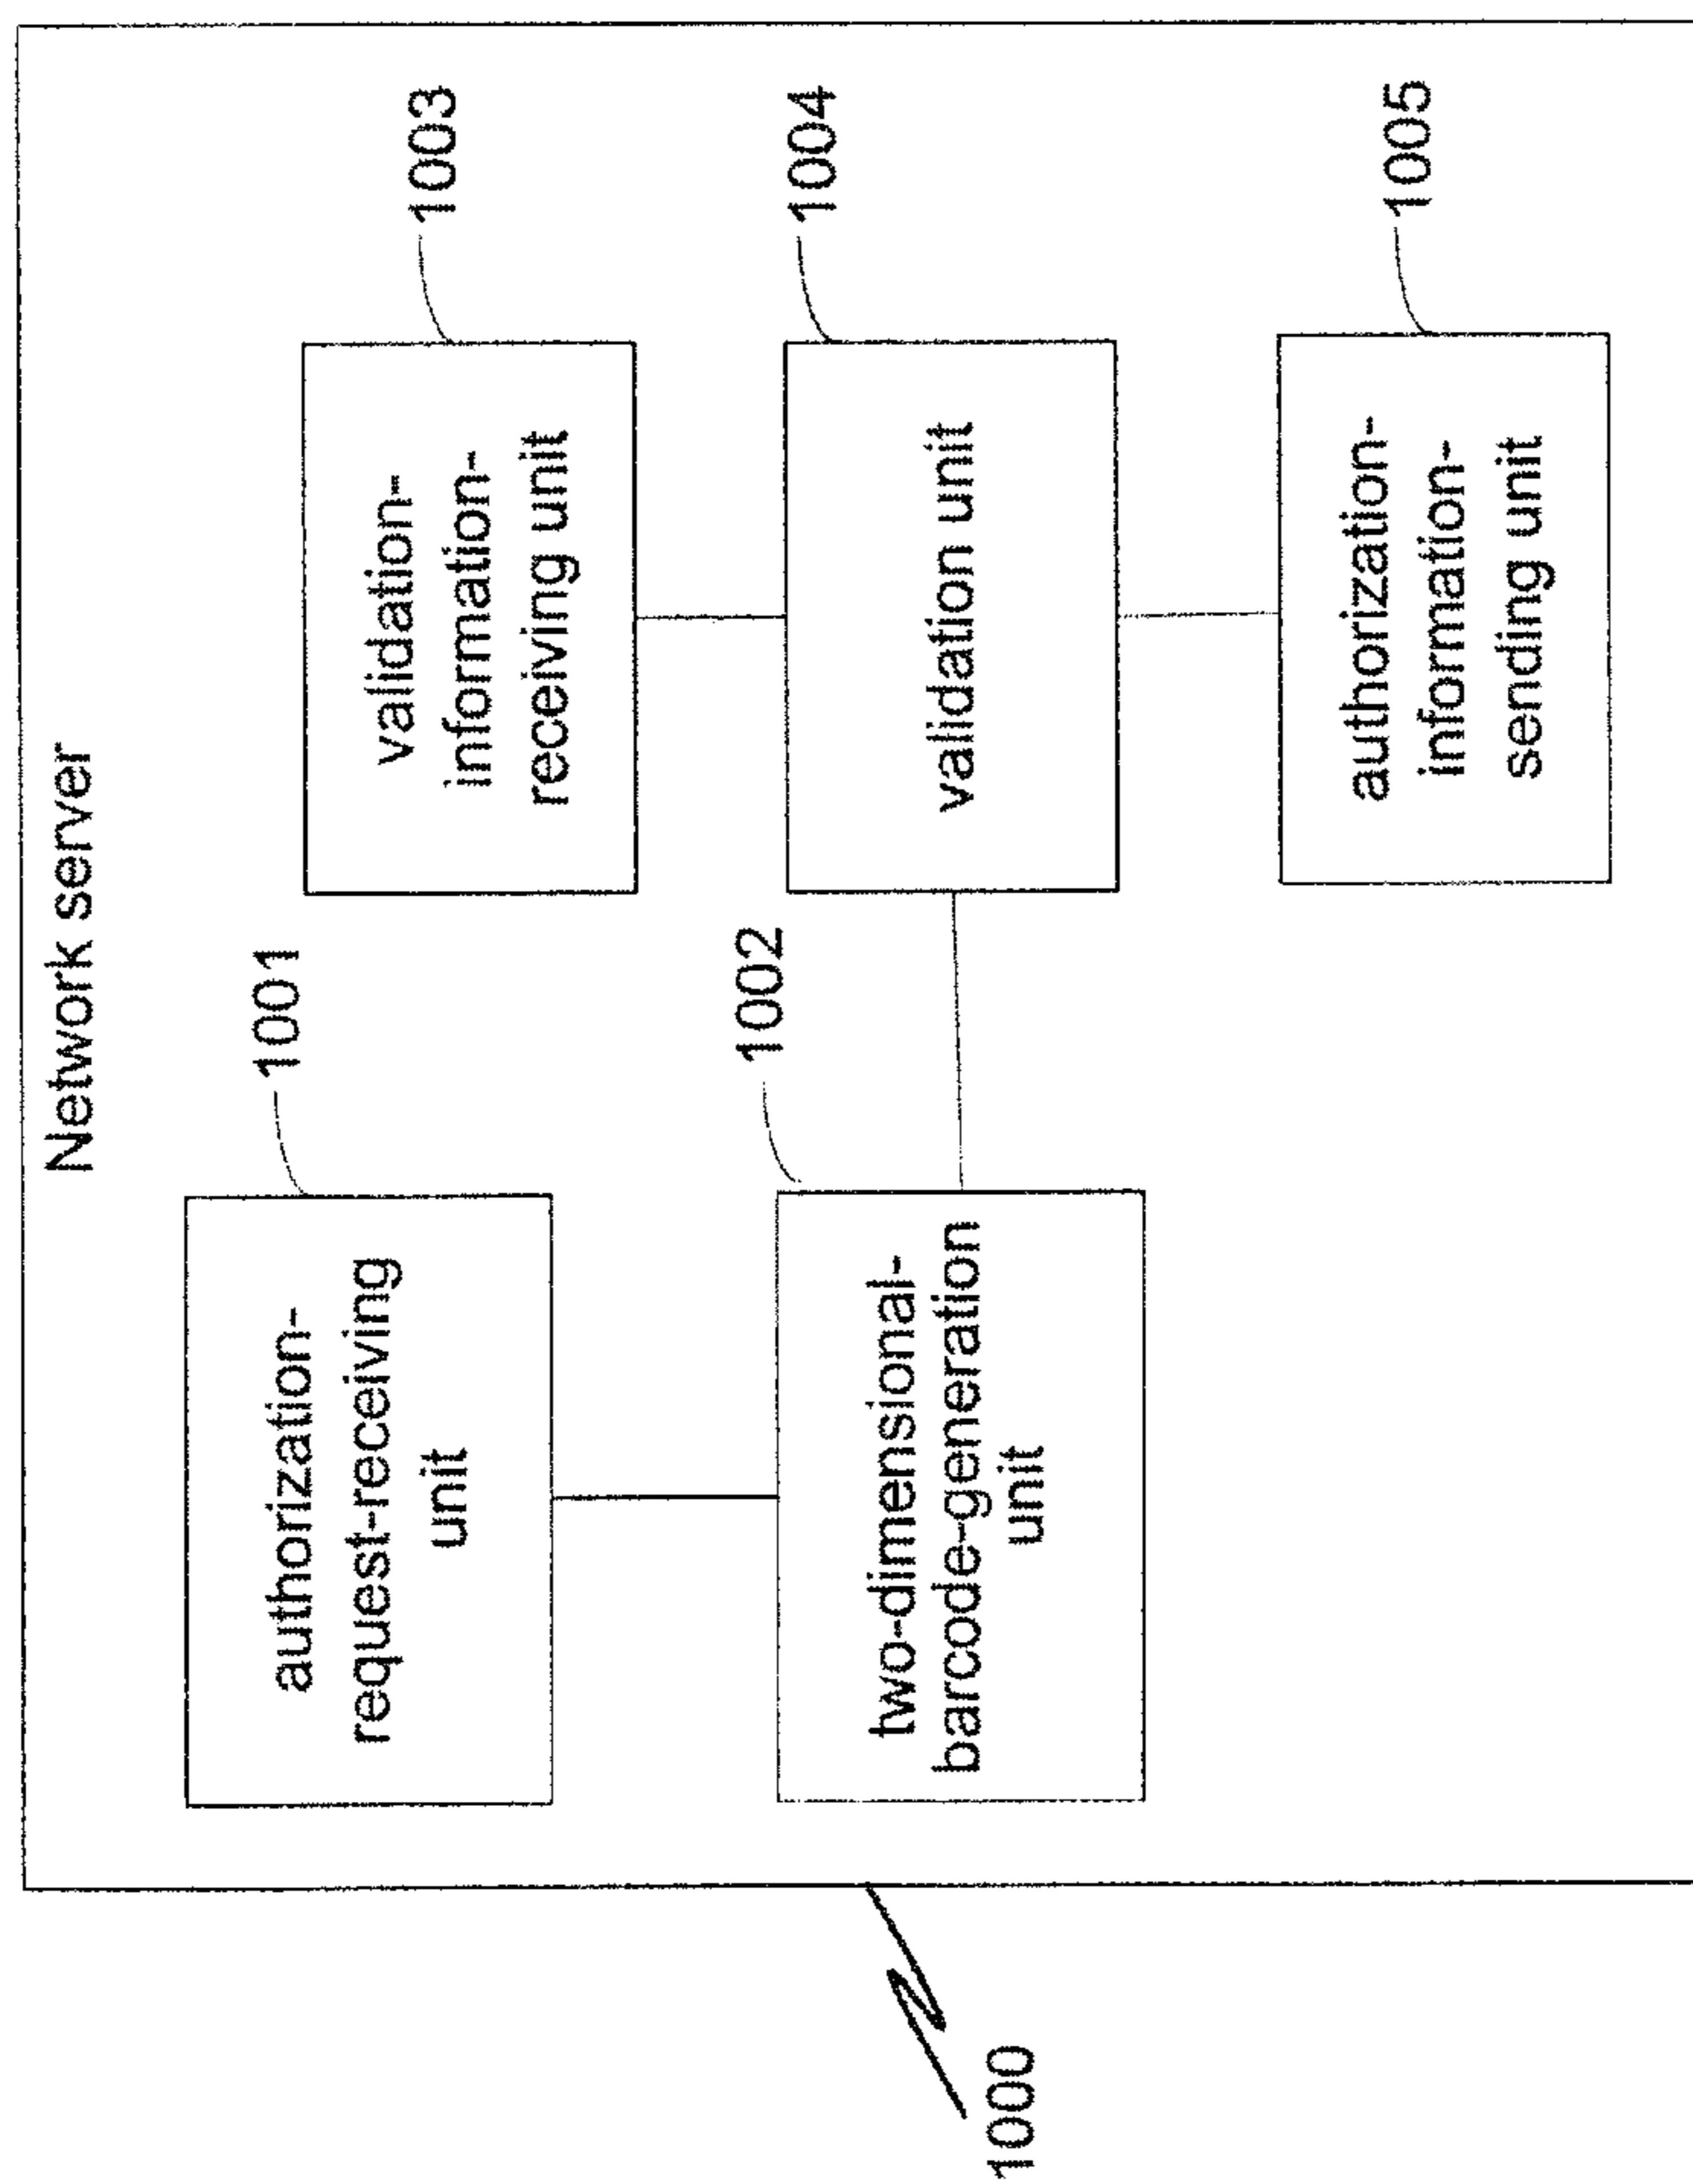 Network server
1001
authorization-
request-receiving
unit
1002
two-dimensional-
barcode-generation
unit
1003
validation-
information-
receiving unit
1004
validation unit
1005
authorization-
information-
sending unit
1000